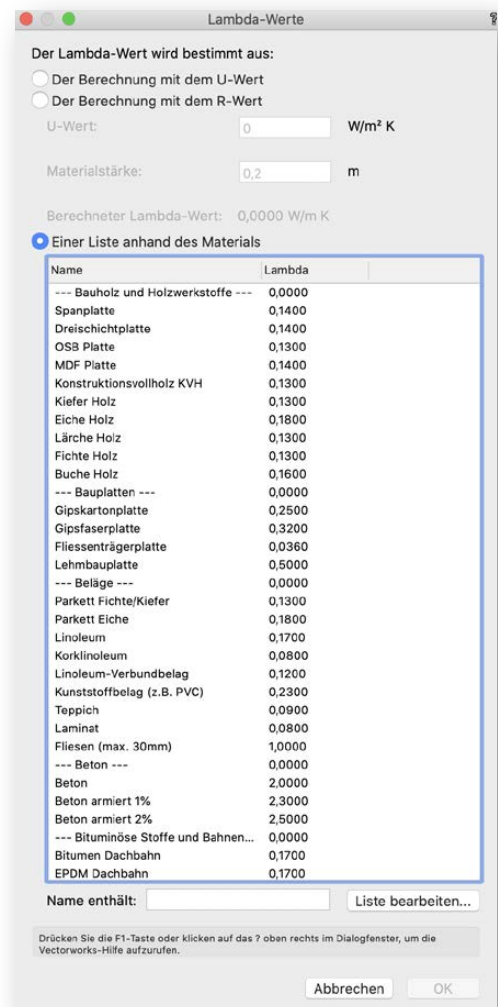 Lambda-Werte
?
Der Lambda-Wert wird bestimmt aus:
Der Berechnung mit dem U-Wert
Der Berechnung mit dem R-Wert
U-Wert: 0 W/m² K
Materialstärke: 0,2 m
Berechneter Lambda-Wert: 0,0000 W/m K
Einer Liste anhand des Materials
Name Lambda
--- Bauholz und Holzwerkstoffe --- 0,0000
Spanplatte 0,1400
Dreischichtplatte 0,1400
OSB Platte 0,1300
MDF Platte 0,1400
Konstruktionsvollholz KVH 0,1300
Kiefer Holz 0,1300
Eiche Holz 0,1800
Lärche Holz 0,1300
Fichte Holz 0,1300
Buche Holz 0,1600
--- Bauplatten --- 0,0000
Gipskartonplatte 0,2500
Gipsfaserplatte 0,3200
Fliessenträgerplatte 0,0360
Lehmbauplatte 0,5000
--- Beläge --- 0,0000
Parkett Fichte/Kiefer 0,1300
Parkett Eiche 0,1800
Linoleum 0,1700
Korklinoleum 0,0800
Linoleum-Verbundbelag 0,1200
Kunststoffbelag (z.B. PVC) 0,2300
Teppich 0,0900
Laminat 0,0800
Fliesen (max. 30mm) 1,0000
--- Beton --- 0,0000
Beton 2,0000
Beton armiert 1% 2,3000
Beton armiert 2% 2,5000
--- Bituminöse Stoffe und Bahnen... 0,0000
Bitumen Dachbahn 0,1700
EPDM Dachbahn 0,1700
Name enthält: Liste bearbeiten...
Drücken Sie die F1-Taste oder klicken auf das ? oben rechts im Dialogfenster, um die
Vectorworks-Hilfe aufzurufen.
Abbrechen OK